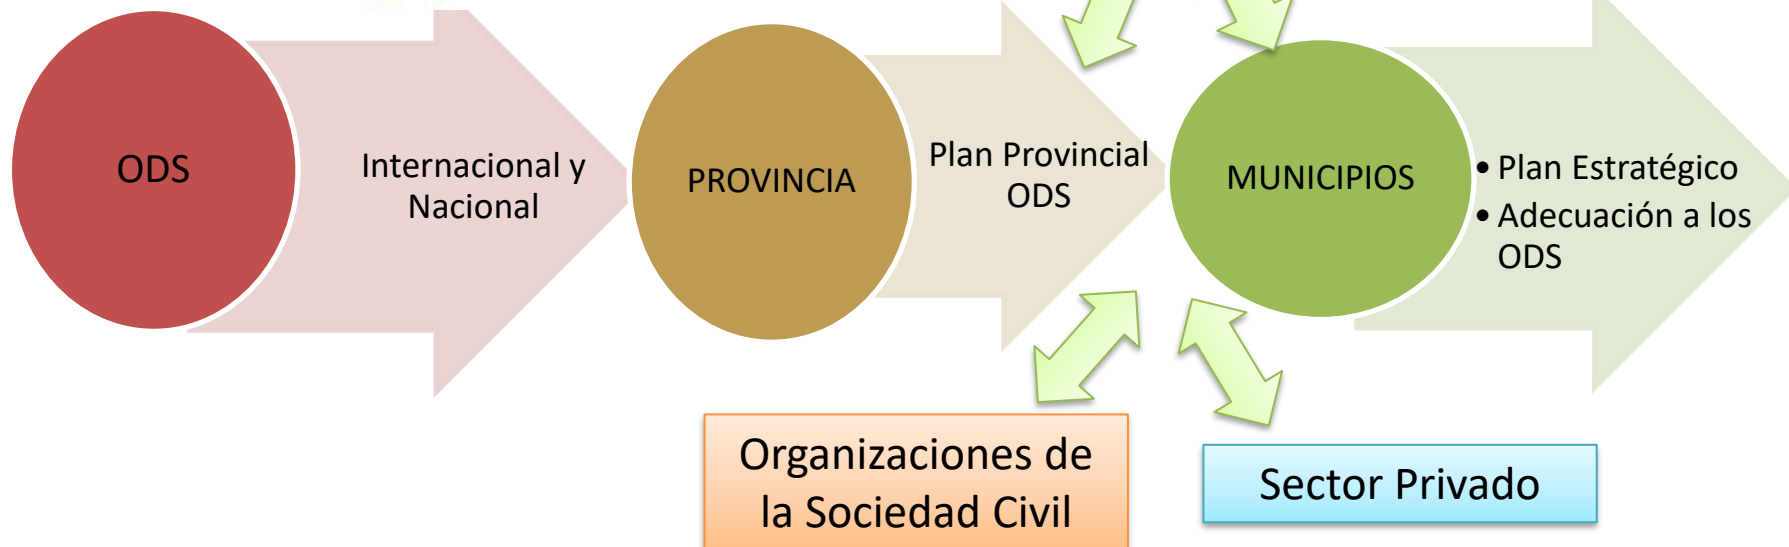 ODS
Internacional y
Nacional
PROVINCIA
Plan Provincial
ODS
MUNICIPIOS
• Plan Estratégico
• Adecuación a los
ODS
Organizaciones de
la Sociedad Civil
Sector Privado